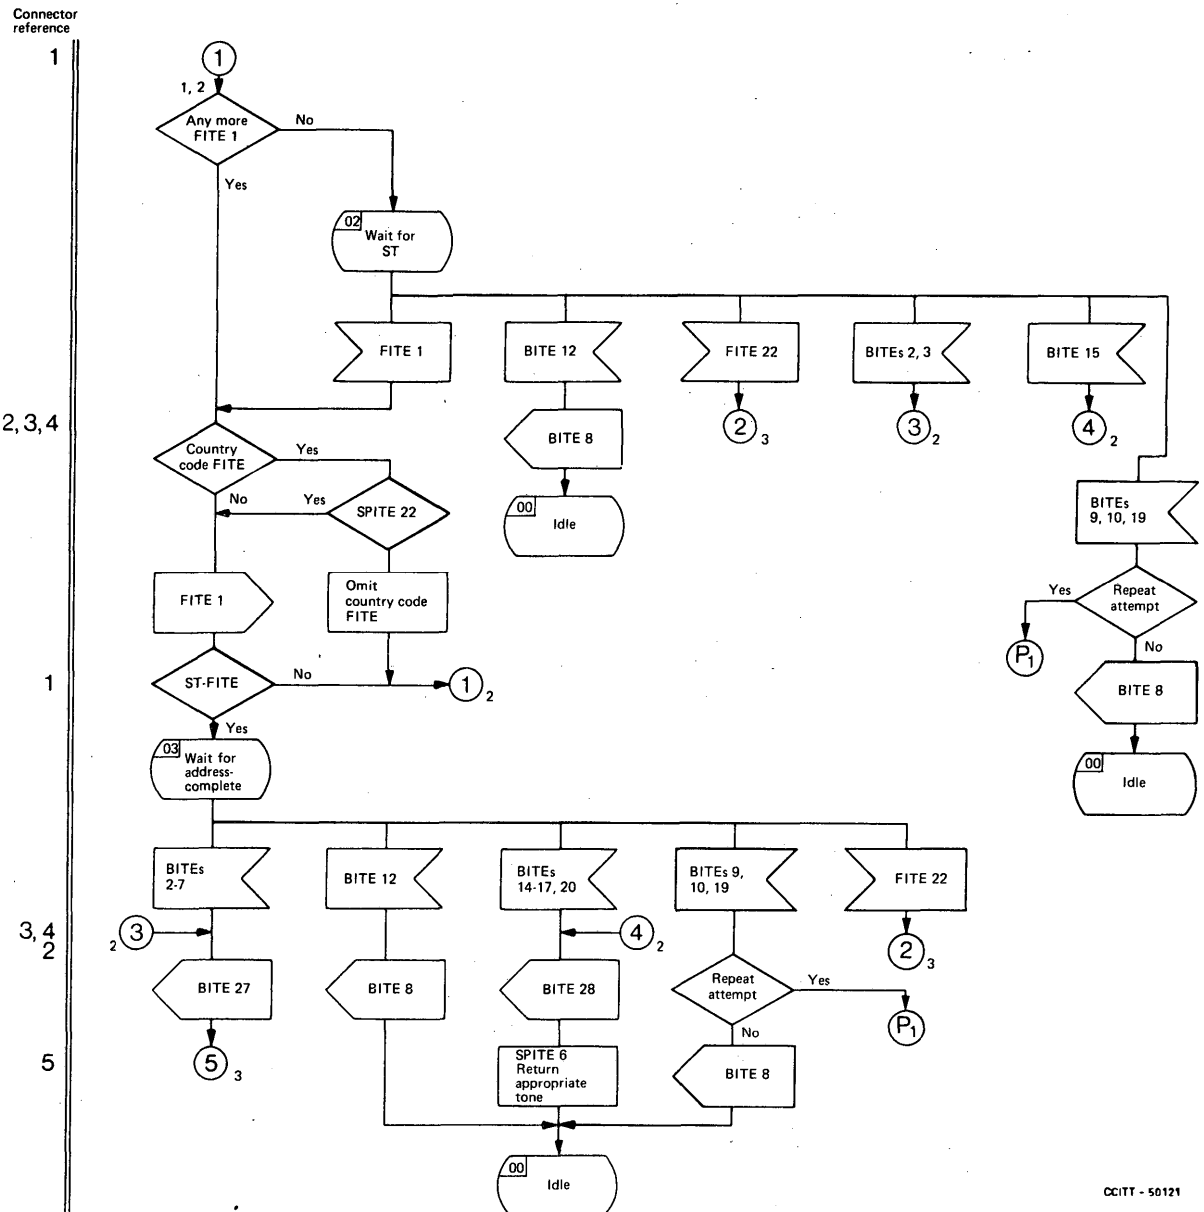 Connector
reference
1
1
1, 2
Any more
FITE 1
No
Yes
02
Wait for
ST
FITE 1
BITE 12
FITE 22
BITEs 2, 3
BITE 15
2, 3, 4
BITE 8
2
3
3
2
4
2
Country
code FITE
Yes
No
Yes
SPITE 22
00
Idle
BITEs
9, 10, 19
FITE 1
Omit
country code
FITE
Yes
Repeat
attempt
P1
No
1
ST-FITE
No
1
2
BITE 8
Yes
03
Wait for
address-
complete
00
Idle
BITEs
2-7
BITE 12
BITEs
14-17, 20
BITEs 9,
10, 19
FITE 22
3, 4
2
2
3
4
2
2
3
BITE 27
BITE 8
BITE 28
Repeat
attempt
Yes
P1
No
5
5
3
SPITE 6
Return
appropriate
tone
BITE 8
00
Idle
CCITT - 50121